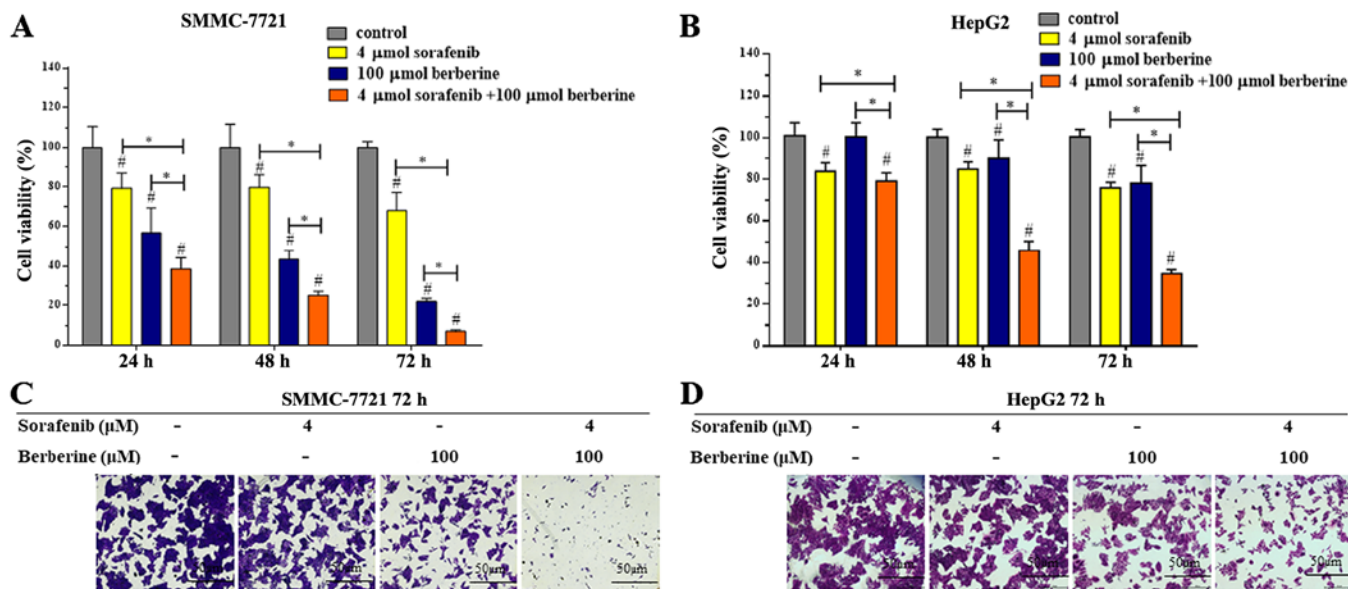 A
SMMC-7721
control
4 μmol sorafenib
100 μmol berberine
4 μmol sorafenib +100 μmol berberine
Cell viability (%)
140
120
100
80
60
40
20
0
*
*
#
#
#
*
*
#
#
#
*
*
#
#
#
24 h
48 h
72 h
B
HepG2
control
4 μmol sorafenib
100 μmol berberine
4 μmol sorafenib +100 μmol berberine
Cell viability (%)
140
120
100
80
60
40
20
0
*
*
#
#
*
*
#
#
#
*
*
#
#
#
24 h
48 h
72 h
C
SMMC-7721 72 h
Sorafenib (μM) - 4 - 4
Berberine (μM) - - 100 100
50μm 50μm 50μm 50μm
D
HepG2 72 h
Sorafenib (μM) - 4 - 4
Berberine (μM) - - 100 100
50μm 50μm 50μm 50μm